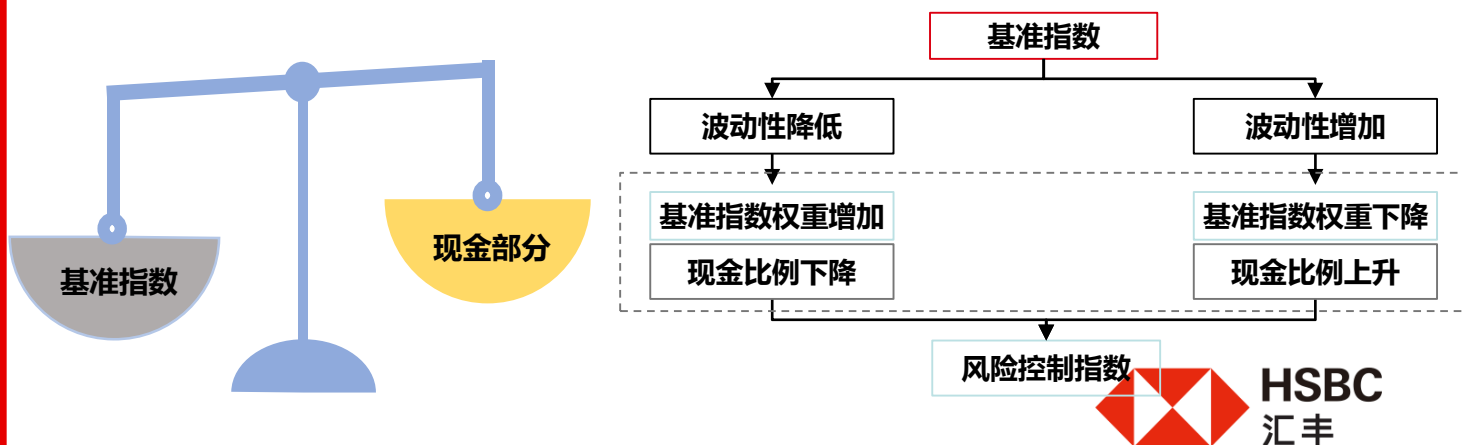 基准指数
现金部分
基准指数
波动性降低
波动性增加
基准指数权重增加
基准指数权重下降
现金比例下降
现金比例上升
风险控制指数
HSBC
汇丰